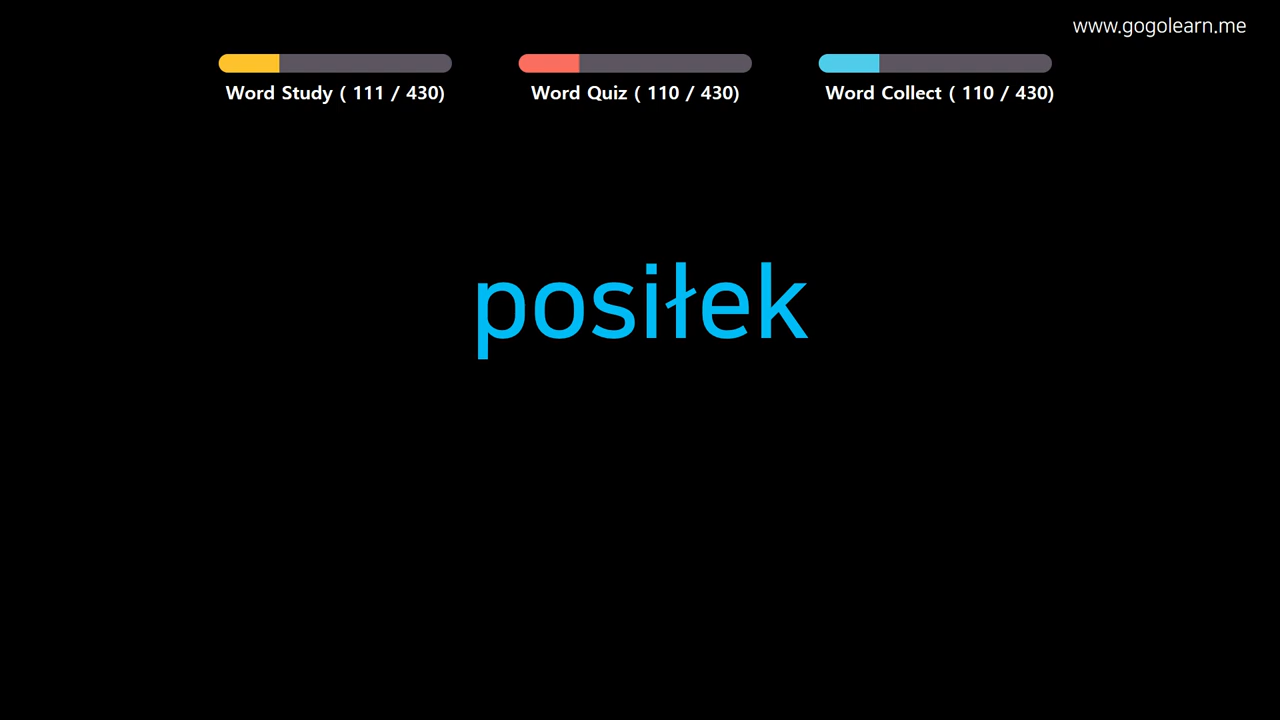 www.gogolearn.me
Word Study ( 111 / 430)
Word Quiz ( 110 / 430)
Word Collect ( 110 / 430)
posiłek